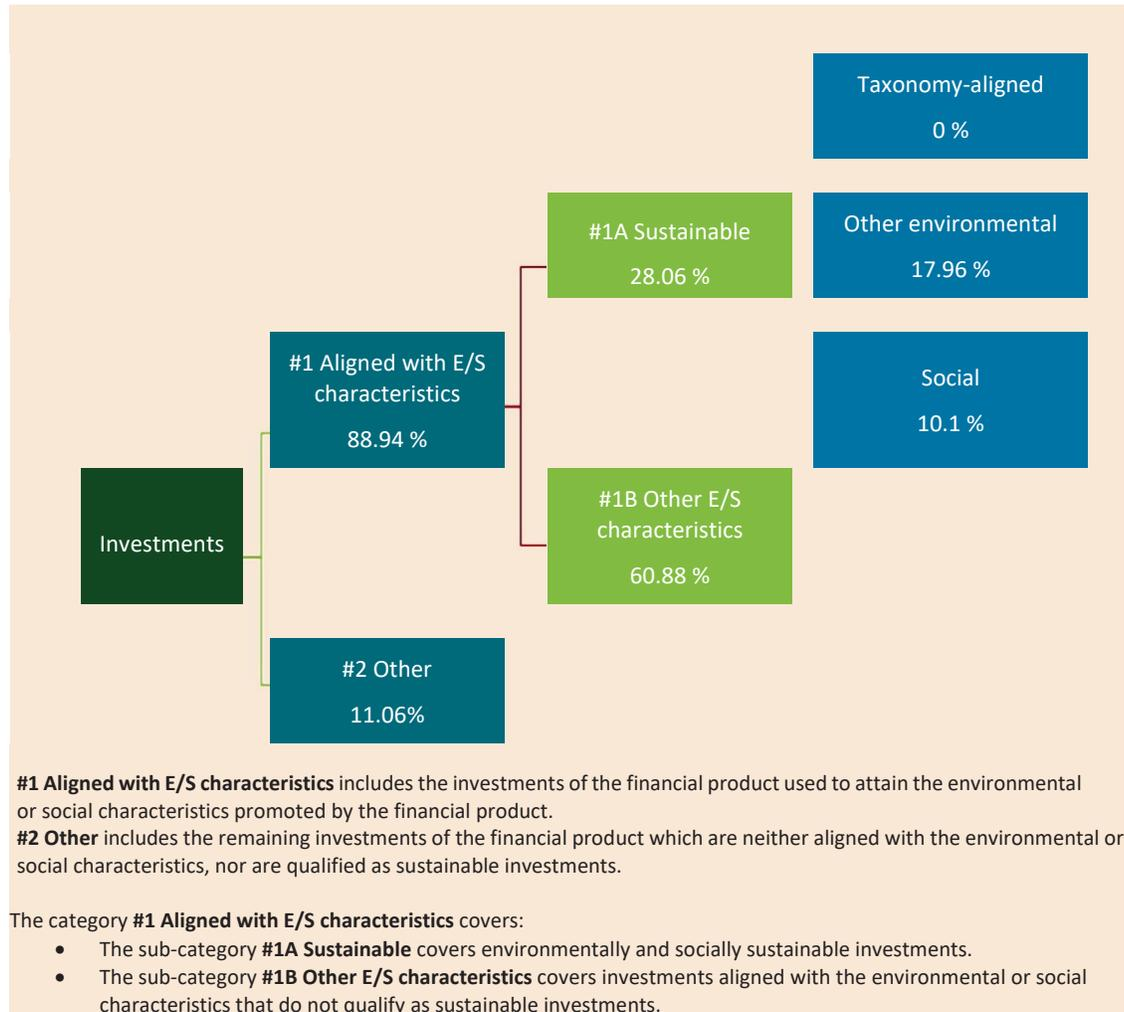 Taxonomy-aligned
0 %
#1A Sustainable
28.06 %
Other environmental
17.96 %
#1 Aligned with E/S
characteristics
88.94 %
Social
10.1 %
Investments
#1B Other E/S
characteristics
60.88 %
#2 Other
11.06%
#1 Aligned with E/S characteristics includes the investments of the financial product used to attain the environmental
or social characteristics promoted by the financial product.
#2 Other includes the remaining investments of the financial product which are neither aligned with the environmental or
social characteristics, nor are qualified as sustainable investments.
The category #1 Aligned with E/S characteristics covers:
• The sub-category #1A Sustainable covers environmentally and socially sustainable investments.
• The sub-category #1B Other E/S characteristics covers investments aligned with the environmental or social
characteristics that do not qualify as sustainable investments.